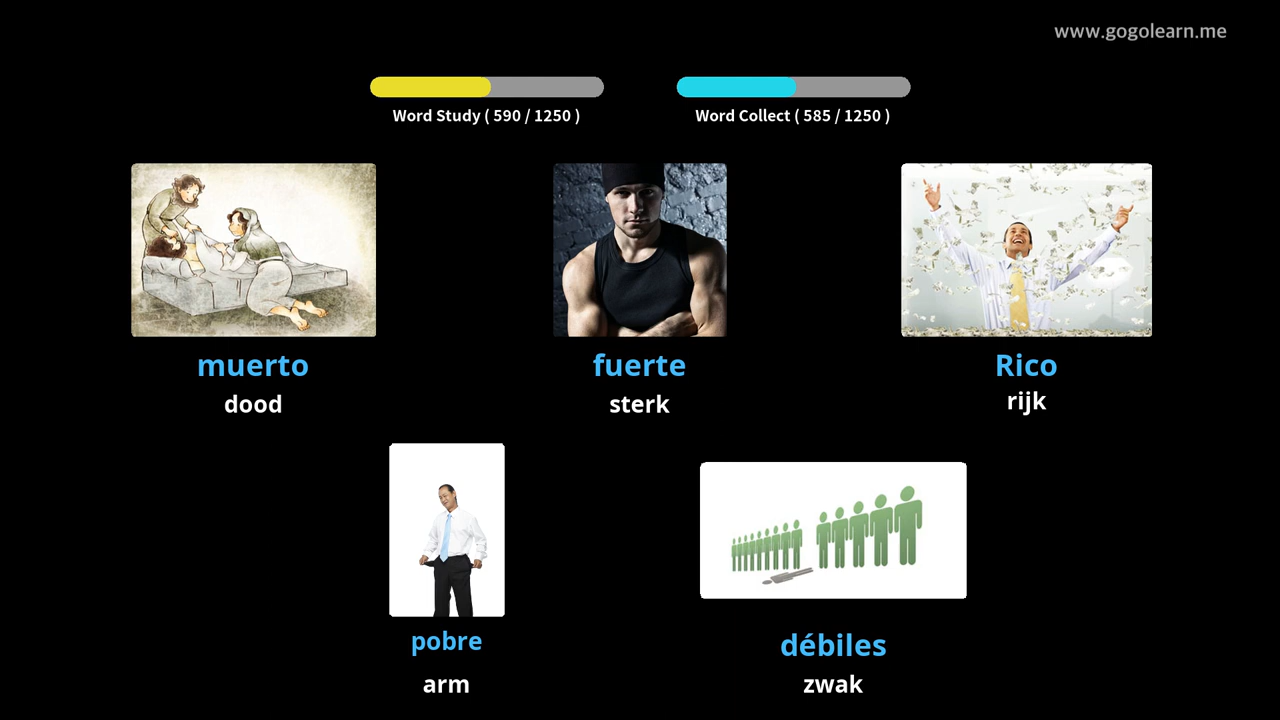 www.gogolearn.me
Word Study ( 590 / 1250 )
Word Collect ( 585 / 1250 )
muerto
dood
fuerte
sterk
Rico
rijk
pobre
arm
débiles
zwak